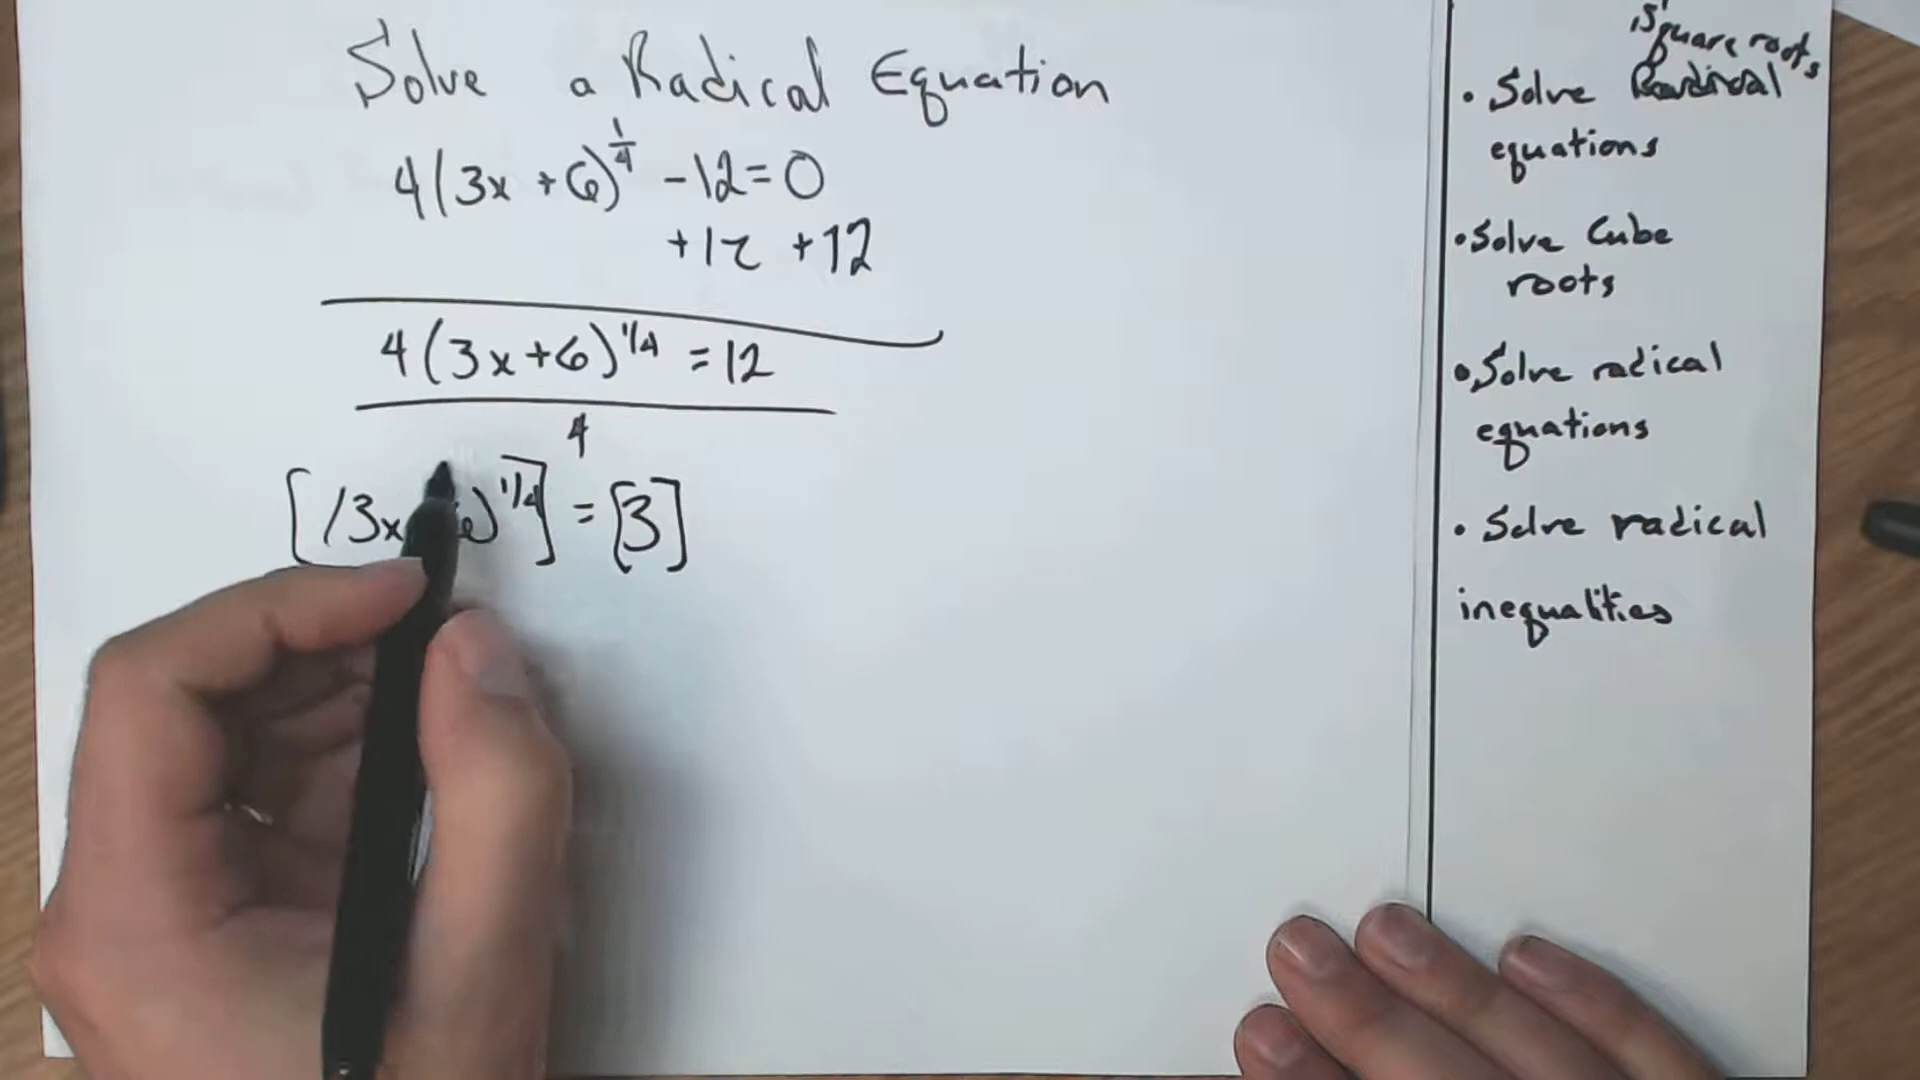 Solve a Radical Equation
4(3x+6)^1/4 -12=0
+12 +12
4(3x+6)^1/4 =12
4
[(3x 6)^1/4] = [3]
Square roots
• Solve
equations
• Solve Cube
roots
• Solve radical
equations
• Solve radical
inequalities